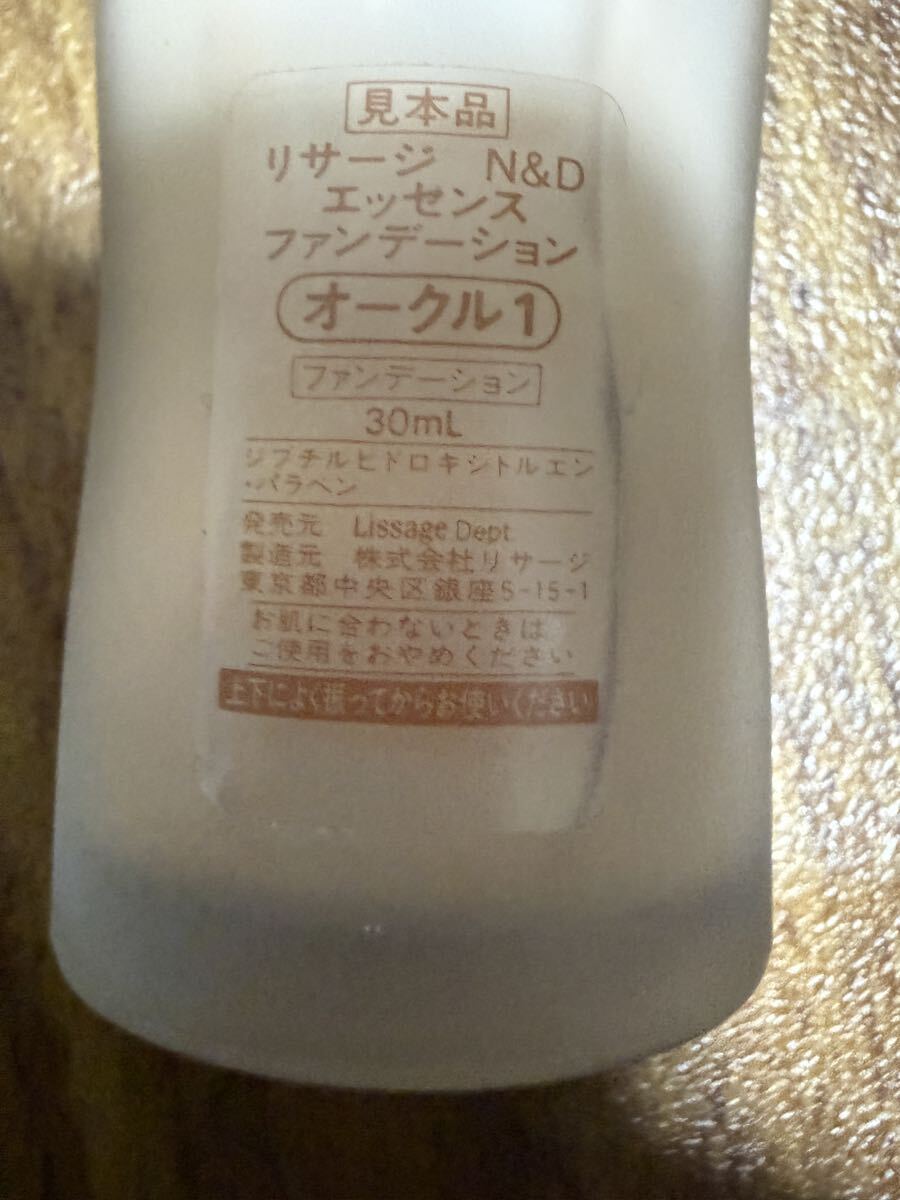 見本品
リサージ N&D
エッセンス
ファンデーション
オークル1
ファンデーション
30mL
ジブチルヒドロキシトルエン
・パラベン
発売元 Lissage Dept
製造元 株式会社リサージ
東京都中央区銀座5-15-1
お肌に合わないときは
ご使用をおやめください
上下によく振ってからお使いください